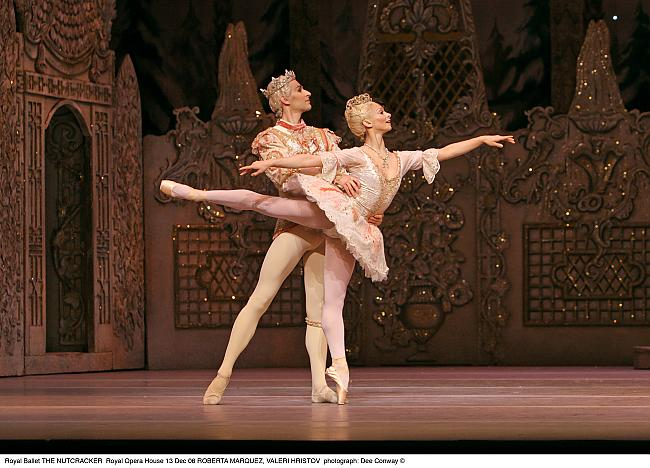 Royal Ballet THE NUTCRACKER Royal Opera House 13 Dec 08 ROBERTA MARQUEZ, VALERI HRISTOV photograph: Dee Conway ©